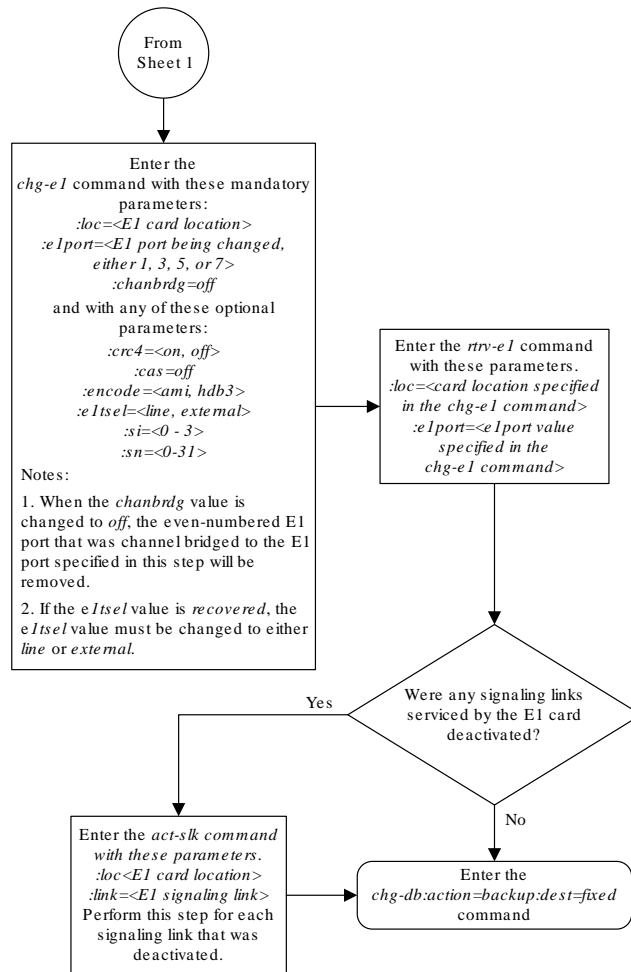 From
Sheet 1
Enter the
chg-e1 command with these mandatory
parameters:
:loc=<E1 card location>
:e1port=<E1 port being changed,
either 1, 3, 5, or 7>
:chanbrdg=off
and with any of these optional
parameters:
:crc4=<on, off>
:cas=off
:encode=<ami, hdb3>
:e1tsel=<line, external>
:si=<0 - 3>
:sn=<0-31>
Notes:
1. When the chanbrdg value is
changed to off, the even-numbered E1
port that was channel bridged to the E1
port specified in this step will be
removed.
2. If the e1tsel value is recovered, the
e1tsel value must be changed to either
line or external.
Enter the rtrv-e1 command
with these parameters.
:loc=<card location specified
in the chg-e1 command>
:e1port=<e1port value
specified in the
chg-e1 command>
Were any signaling links
serviced by the E1 card
deactivated?
Yes
No
Enter the act-slk command
with these parameters.
:loc<E1 card location>
:link=<E1 signaling link>
Perform this step for each
signaling link that was
deactivated.
Enter the
chg-db:action=backup:dest=fixed
command